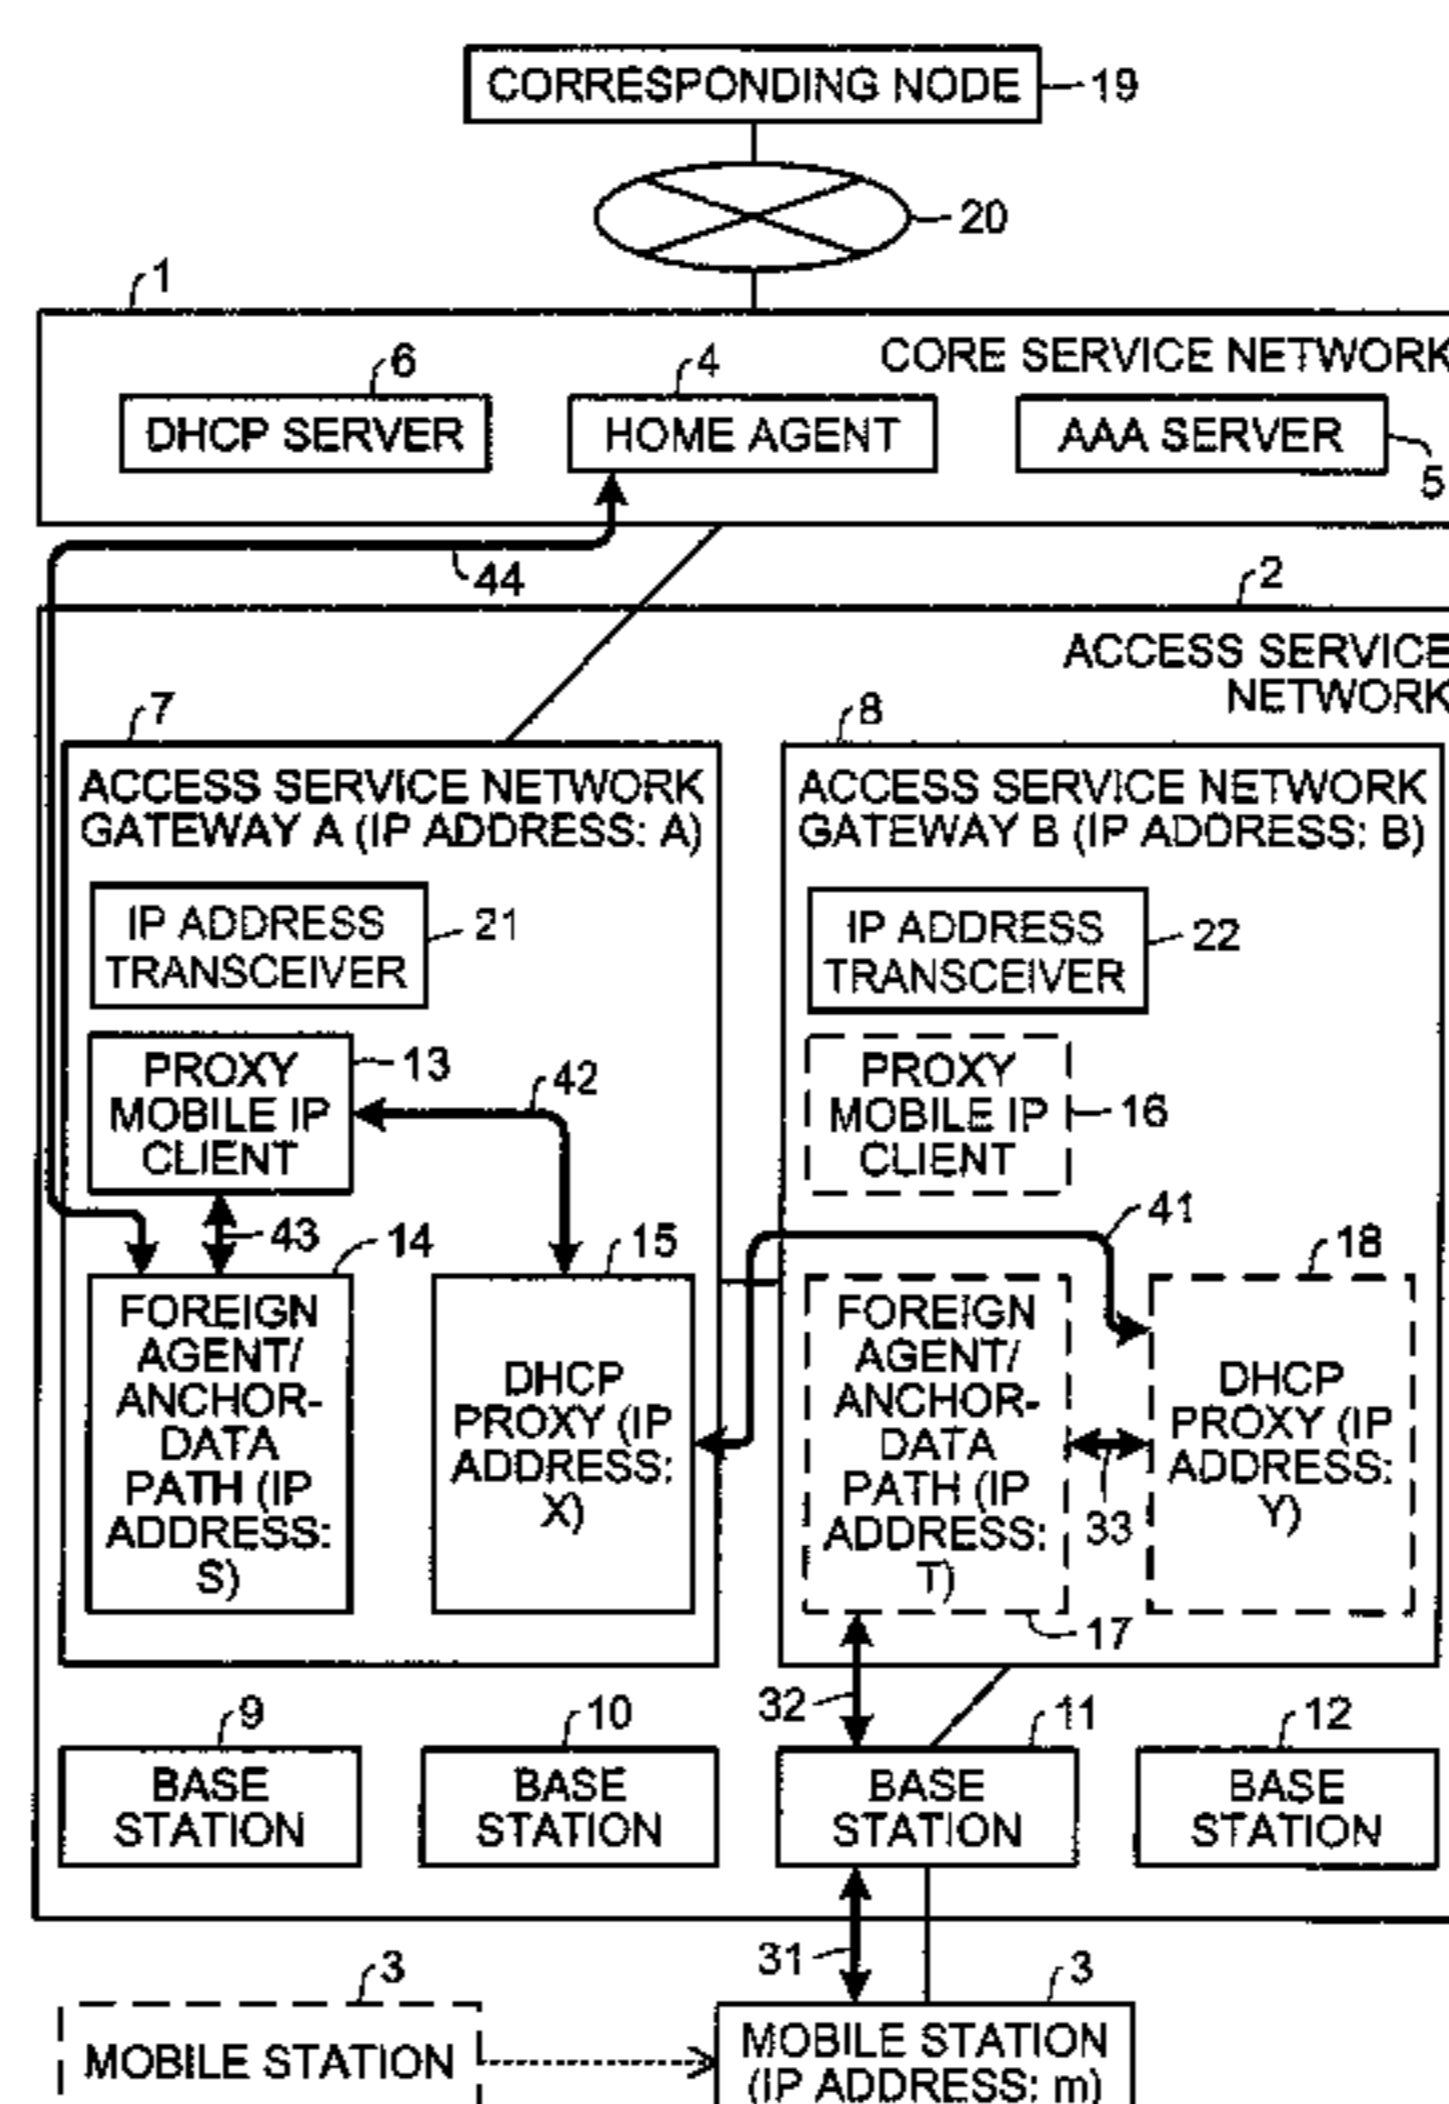 CORRESPONDING NODE
19
20
1
CORE SERVICE NETWORK
6
4
DHCP SERVER
HOME AGENT
AAA SERVER
5
44
2
ACCESS SERVICE
NETWORK
7
8
ACCESS SERVICE NETWORK
GATEWAY A (IP ADDRESS: A)
ACCESS SERVICE NETWORK
GATEWAY B (IP ADDRESS: B)
IP ADDRESS
TRANSCEIVER
21
IP ADDRESS
TRANSCEIVER
22
PROXY
MOBILE IP
CLIENT
13
42
PROXY
MOBILE IP
CLIENT
16
41
43
14
15
18
FOREIGN
AGENT/
ANCHOR-
DATA
PATH (IP
ADDRESS:
S)
DHCP
PROXY (IP
ADDRESS:
X)
FOREIGN
AGENT/
ANCHOR-
DATA
PATH (IP
ADDRESS:
T)
33
DHCP
PROXY (IP
ADDRESS:
Y)
17
32
9
10
11
12
BASE
STATION
BASE
STATION
BASE
STATION
BASE
STATION
31
3
3
MOBILE STATION
MOBILE STATION
(IP ADDRESS: m)